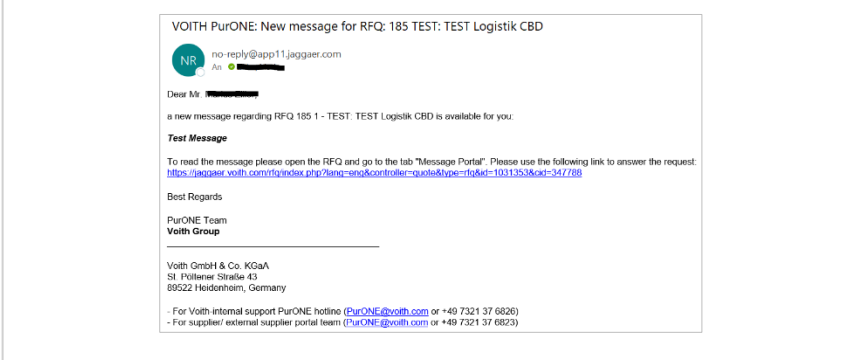 VOITH PurONE: New message for RFQ: 185 TEST: TEST Logistik CBD
NR
no-reply@app11.jaggaer.com
An
Dear Mr.
a new message regarding RFQ 185 1 - TEST: TEST Logistik CBD is available for you:
Test Message
To read the message please open the RFQ and go to the tab "Message Portal". Please use the following link to answer the request:
https://jaggaer.voith.com/rfq/index.php?lang=eng&controller=quote&type=rfq&id=1031353&cid=347788
Best Regards
PurONE Team
Voith Group
Voith GmbH & Co. KGaA
St. Pöltener Straße 43
89522 Heidenheim, Germany
- For Voith-internal support PurONE hotline (PurONE@voith.com or +49 7321 37 6826)
- For supplier/ external supplier portal team (PurONE@voith.com or +49 7321 37 6823)